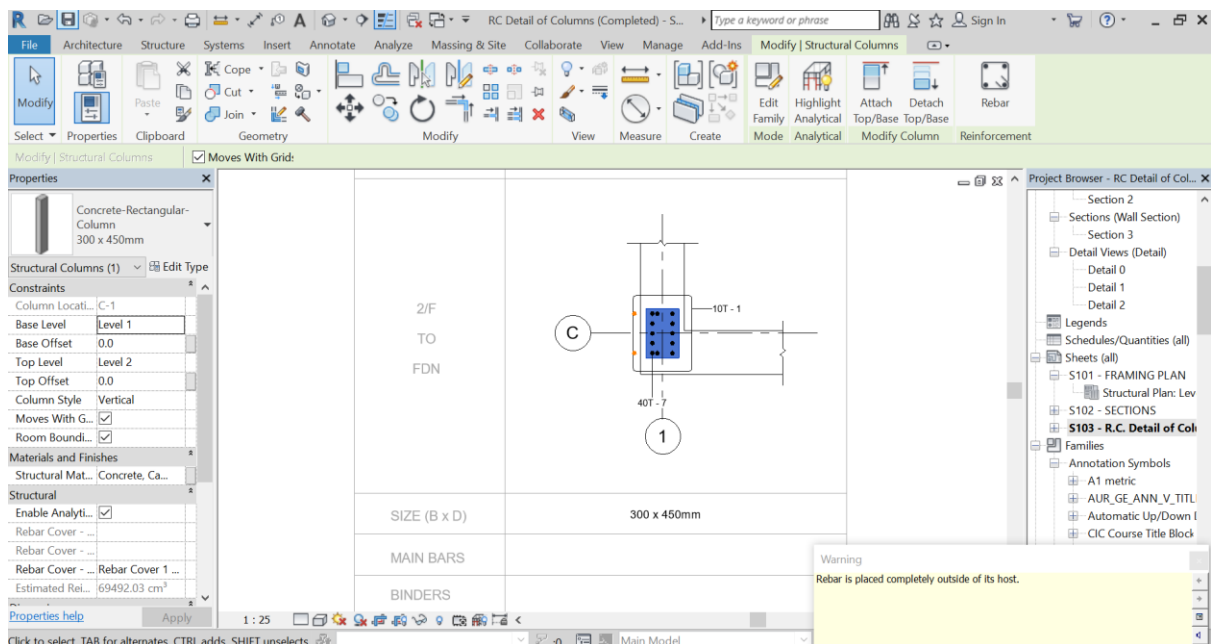 RC Detail of Columns (Completed) - S...
Type a keyword or phrase
Sign In
File Architecture Structure Systems Insert Annotate Analyze Massing & Site Collaborate View Manage Add-Ins Modify | Structural Columns
Modify
Paste
Cope
Cut
Join
Edit Family
Highlight Analytical
Attach Top/Base
Detach Top/Base
Rebar
Select Properties Clipboard Geometry Modify View Measure Create Mode Analytical Modify Column Reinforcement
Modify | Structural Columns
Moves With Grid:
Properties
Concrete-Rectangular-
Column
300 x 450mm
Structural Columns (1) Edit Type
Constraints
Column Locati... C-1
Base Level Level 1
Base Offset 0.0
Top Level Level 2
Top Offset 0.0
Column Style Vertical
Moves With G...
Room Boundi...
Materials and Finishes
Structural Mat... Concrete, Ca...
Structural
Enable Analyti...
Rebar Cover - ...
Rebar Cover - ...
Rebar Cover - ... Rebar Cover 1 ...
Estimated Rei... 69492.03 cm³
Properties help Apply
2/F
TO
FDN
C
10T - 1
40T - 7
1
SIZE (B x D) 300 x 450mm
MAIN BARS
BINDERS
1 : 25
Project Browser - RC Detail of Col...
Section 2
Sections (Wall Section)
Section 3
Detail Views (Detail)
Detail 0
Detail 1
Detail 2
Legends
Schedules/Quantities (all)
Sheets (all)
S101 - FRAMING PLAN
Structural Plan: Lev
S102 - SECTIONS
S103 - R.C. Detail of Col
Families
Annotation Symbols
A1 metric
AUR_GE_ANN_V_TITL
Automatic Up/Down
CIC Course Title Block
Warning
Rebar is placed completely outside of its host.
Click to select, TAB for alternates, CTRL adds, SHIFT unselects.
:0
Main Model